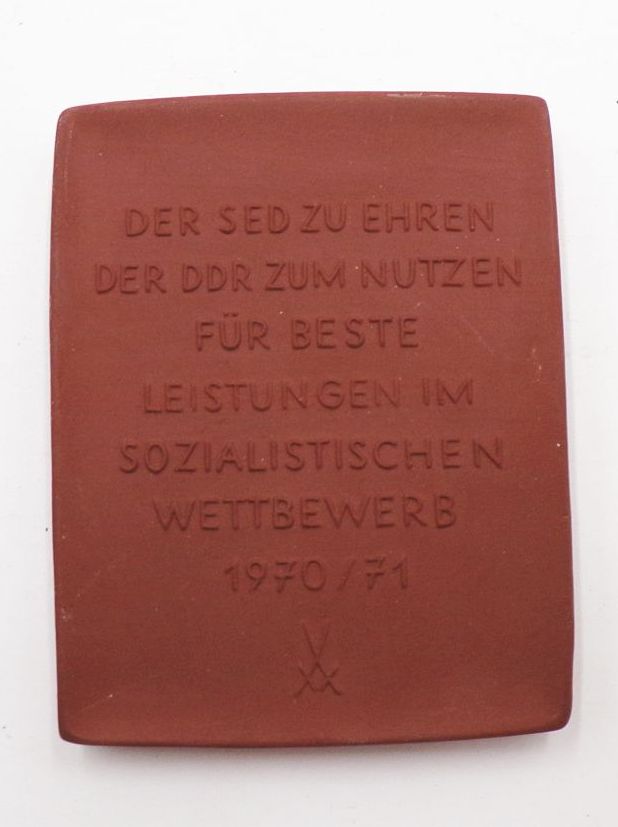 DER SED ZU EHREN
DER DDR ZUM NUTZEN
FÜR BESTE
LEISTUNGEN IM
SOZIALISTISCHEN
WETTBEWERB
1970/71